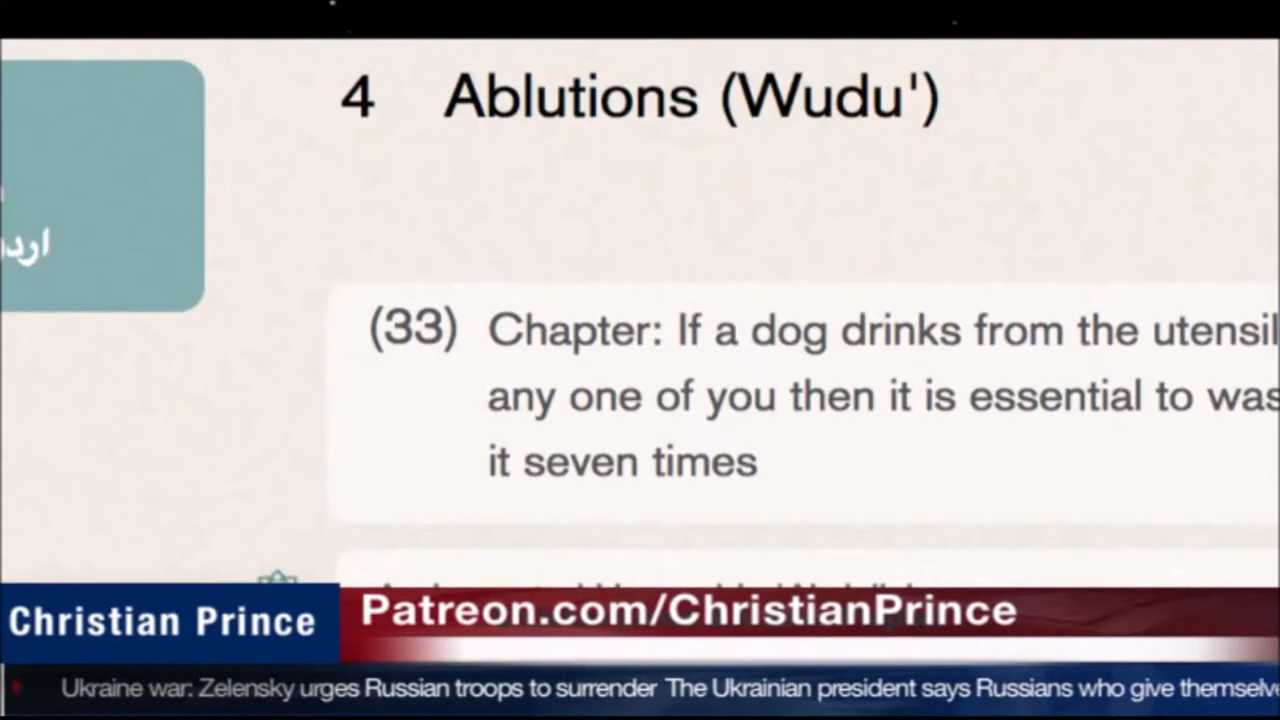 4 Ablutions (Wudu')
اردو
(33) Chapter: If a dog drinks from the utensil
any one of you then it is essential to was
it seven times
Christian Prince
Patreon.com/ChristianPrince
Ukraine war: Zelensky urges Russian troops to surrender The Ukrainian president says Russians who give themselve